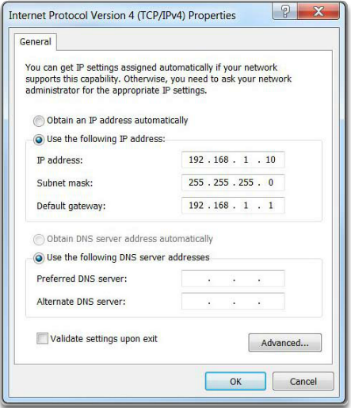 Internet Protocol Version 4 (TCP/IPv4) Properties
General
You can get IP settings assigned automatically if your network
supports this capability. Otherwise, you need to ask your network
administrator for the appropriate IP settings.
Obtain an IP address automatically
Use the following IP address:
IP address: 192 . 168 . 1 . 10
Subnet mask: 255 . 255 . 255 . 0
Default gateway: 192 . 168 . 1 . 1
Obtain DNS server address automatically
Use the following DNS server addresses
Preferred DNS server: . . .
Alternate DNS server: . . .
Validate settings upon exit
Advanced...
OK Cancel